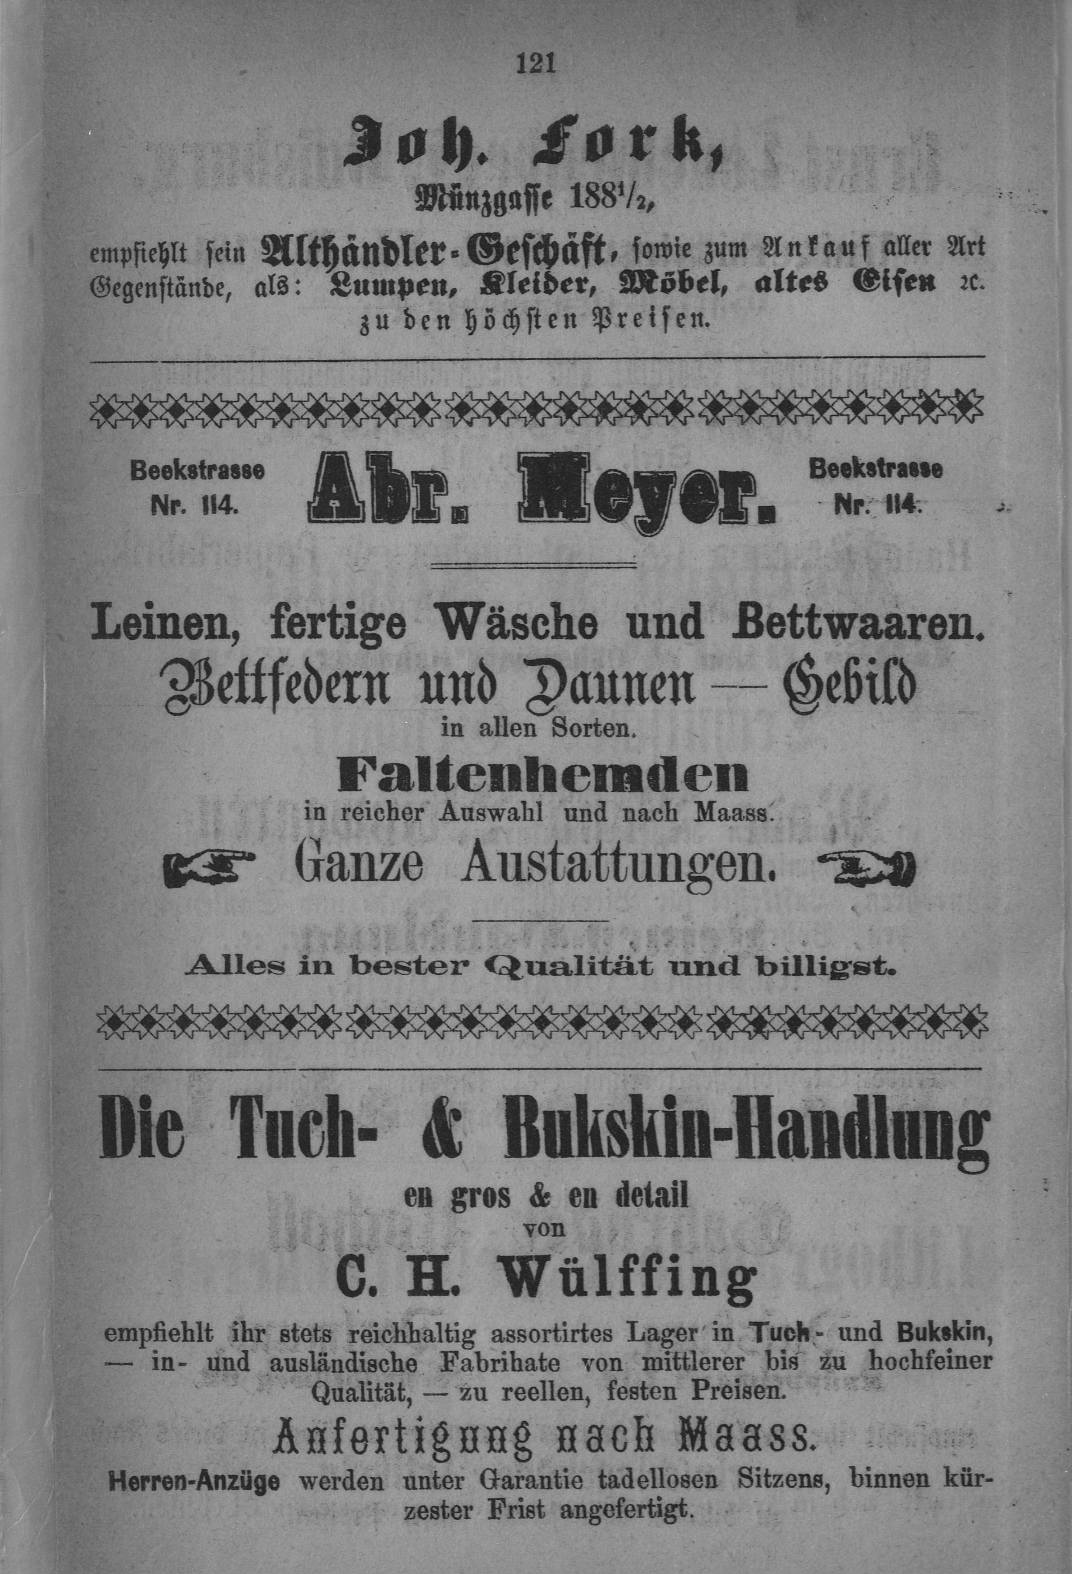 121
Joh. Fork,
Münzgasse 188½,
empfiehlt sein Althändler-Geschäft, sowie zum Ankauf aller Art
Gegenstände, als: Lumpen, Kleider, Möbel, altes Eisen ꝛc.
zu den höchsten Preisen.
Beekstrasse Abr. Meyer. Beekstrasse
Nr. 114. Nr. 114.
Leinen, fertige Wäsche und Bettwaaren.
Bettfedern und Daunen — Gebild
in allen Sorten.
Faltenhemden
in reicher Auswahl und nach Maass.
Ganze Austattungen.
Alles in bester Qualität und billigst.
Die Tuch- & Bukskin-Handlung
en gros & en detail
von
C. H. Wülffing
empfiehlt ihr stets reichhaltig assortirtes Lager in Tuch- und Bukskin,
— in- und ausländische Fabrihate von mittlerer bis zu hochfeiner
Qualität, — zu reellen, festen Preisen.
Anfertigung nach Maass.
Herren-Anzüge werden unter Garantie tadellosen Sitzens, binnen kür-
zester Frist angefertigt.